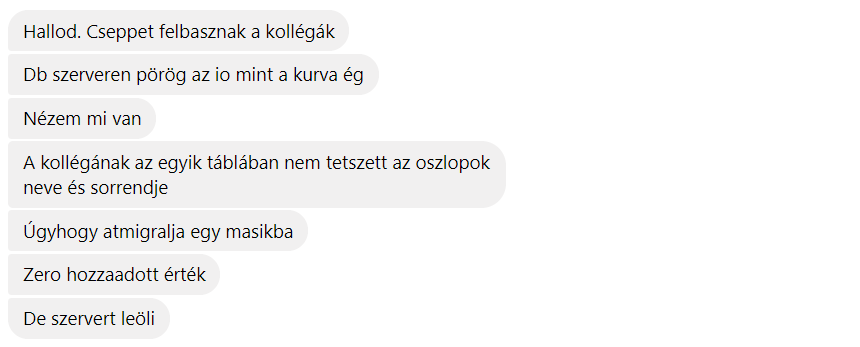 Hallod. Cseppet felbasznak a kollégák
Db szerveren pörög az io mint a kurva ég
Nézem mi van
A kollégának az egyik táblában nem tetszett az oszlopok
neve és sorrendje
Úgyhogy atmigralja egy masikba
Zero hozzaadott érték
De szervert leöli